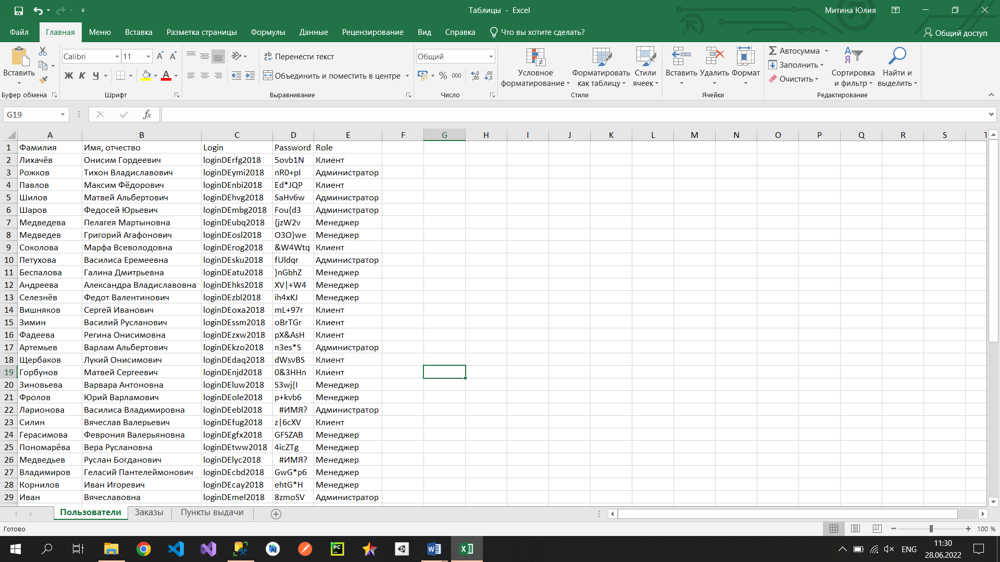 Таблицы - Excel
Митина Юлия
Файл Главная Меню Вставка Разметка страницы Формулы Данные Рецензирование Вид Справка Что вы хотите сделать? Общий доступ
Вставить
Calibri 11
Ж К Ч
Перенести текст
Объединить и поместить в центре
Общий
% 000
Условное форматирование
Форматировать как таблицу
Стили ячеек
Вставить Удалить Формат
Автосумма
Заполнить
Очистить
Сортировка и фильтр
Найти и выделить
Буфер обмена Шрифт Выравнивание Число Стили Ячейки Редактирование
G19 fx
A B C D E F G H I J K L M N O P Q R S T
1 Фамилия Имя, отчество Login Password Role
2 Лихачёв Онисим Гордеевич loginDErfg2018 5ovb1N Клиент
3 Рожков Тихон Владиславович loginDEymi2018 nR0+pI Администратор
4 Павлов Максим Фёдорович loginDEnbi2018 Ed*JQP Клиент
5 Шилов Матвей Альбертович loginDEhvg2018 SaHv6w Администратор
6 Шаров Федосей Юрьевич loginDEmbg2018 Fou{d3 Администратор
7 Медведева Пелагея Мартыновна loginDEubq2018 {jzW2v Менеджер
8 Медведев Григорий Агафонович loginDEosl2018 O3O}we Менеджер
9 Соколова Марфа Всеволодовна loginDErog2018 &W4Wtq Клиент
10 Петухова Василиса Еремеевна loginDEsku2018 fUldqr Администратор
11 Беспалова Галина Дмитрьевна loginDEatu2018 }nGbhZ Менеджер
12 Андреева Александра Владиславовна loginDEhks2018 XV|+W4 Менеджер
13 Селезнёв Федот Валентинович loginDEzbl2018 ih4xKJ Менеджер
14 Вишняков Сергей Иванович loginDEoxa2018 mL+97r Клиент
15 Зимин Василий Русланович loginDEssm2018 oBrTGr Клиент
16 Фадеева Регина Онисимовна loginDEzxw2018 pX&AsH Клиент
17 Артемьев Варлам Альбертович loginDEkzo2018 n3es*S Администратор
18 Щербаков Лукий Онисимович loginDEdaq2018 dWsvBS Клиент
19 Горбунов Матвей Сергеевич loginDEnjd2018 0&3HHn Клиент
20 Зиновьева Варвара Антоновна loginDEluw2018 S3wj{I Менеджер
21 Фролов Юрий Варламович loginDEole2018 p+kvb6 Менеджер
22 Ларионова Василиса Владимировна loginDEebl2018 #ИМЯ? Администратор
23 Силин Вячеслав Валерьевич loginDEfug2018 z|6cXV Клиент
24 Герасимова Феврония Валерьяновна loginDEgfx2018 GFSZAB Менеджер
25 Пономарёва Вера Руслановна loginDEtww2018 4icZTg Менеджер
26 Медведьев Руслан Богданович loginDElyc2018 #ИМЯ? Менеджер
27 Владимиров Геласий Пантелеймонович loginDEcbd2018 GwG*p6 Менеджер
28 Корнилов Иван Игоревич loginDEcay2018 ehtG*H Менеджер
29 Иван Вячеславовна loginDEmel2018 8zmoSV Администратор
Пользователи Заказы Пункты выдачи
Готово 100 %
ENG 11:30
28.06.2022